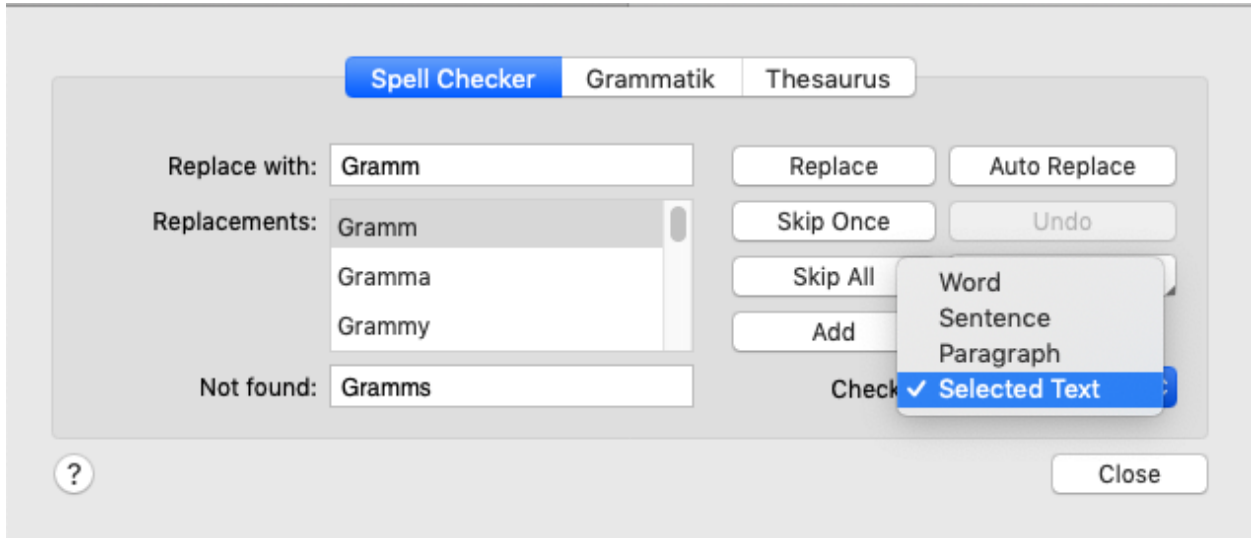 Spell Checker Grammatik Thesaurus
Replace with: Gramm Replace Auto Replace
Replacements: Gramm Skip Once Undo
Gramma Skip All Word
Sentence
Grammy Add Paragraph
Not found: Gramms Check ✓ Selected Text
? Close